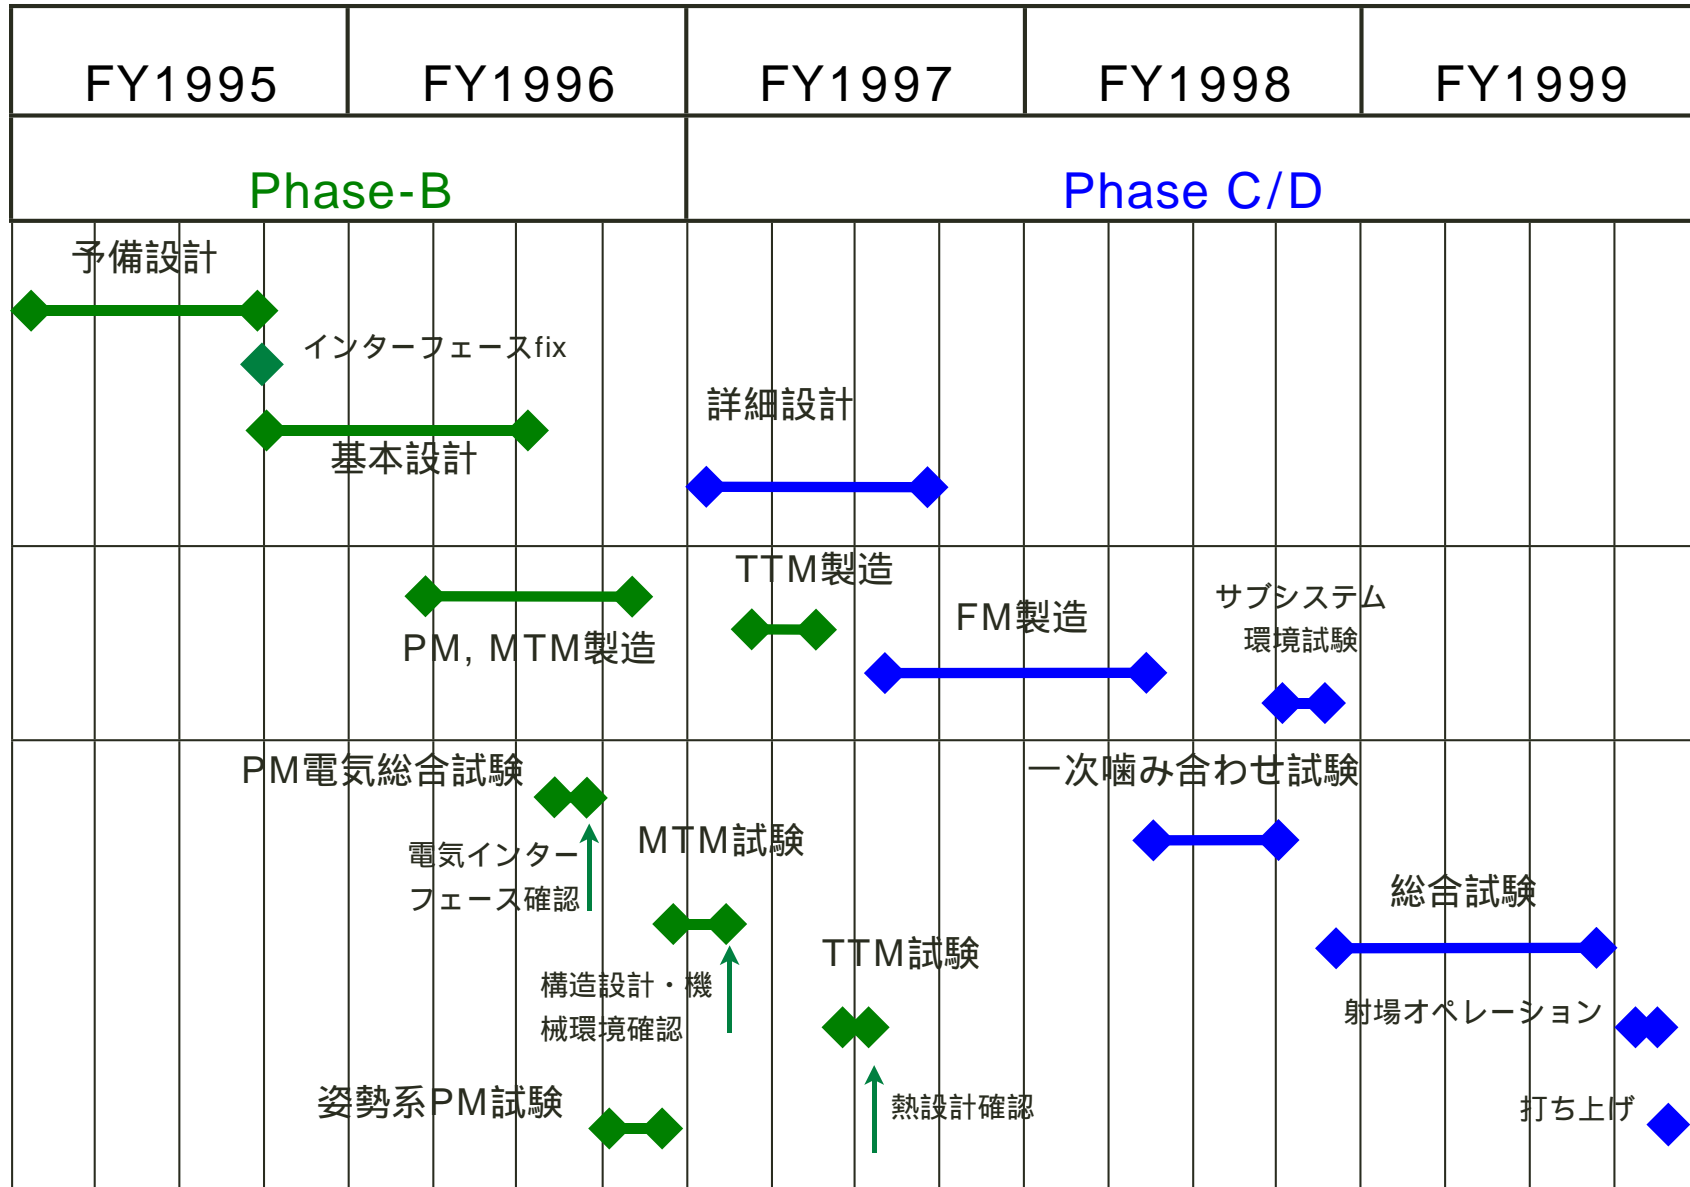 FY1995 FY1996 FY1997 FY1998 FY1999
Phase-B Phase C/D
予備設計
インターフェースfix
詳細設計
基本設計
TTM製造
サブシステム
環境試験
FM製造
PM, MTM製造
PM電気総合試験
一次噛み合わせ試験
MTM試験
電気インター
フェース確認
総合試験
TTM試験
構造設計・機
械環境確認
射場オペレーション
姿勢系PM試験
熱設計確認
打ち上げ